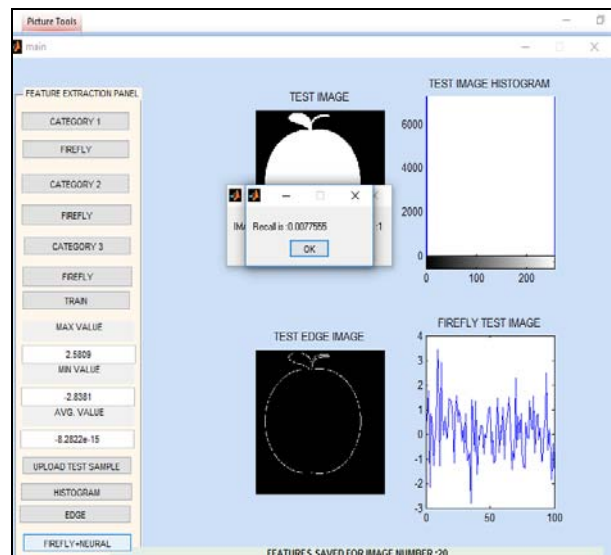 Picture Tools
main
FEATURE EXTRACTION PANEL
CATEGORY 1
FIREFLY
CATEGORY 2
FIREFLY
CATEGORY 3
FIREFLY
TRAIN
MAX VALUE
2.5809
MIN VALUE
-2.8381
AVG. VALUE
-8.2822e-15
UPLOAD TEST SAMPLE
HISTOGRAM
EDGE
FIREFLY+NEURAL
TEST IMAGE
TEST IMAGE HISTOGRAM
6000
4000
2000
0
0 100 200
IMA
Recall is :0.0077555
:1
OK
TEST EDGE IMAGE
FIREFLY TEST IMAGE
4
3
2
1
0
-1
-2
-3
0 50 100
FEATURES SAVED FOR IMAGE NUMBER :20